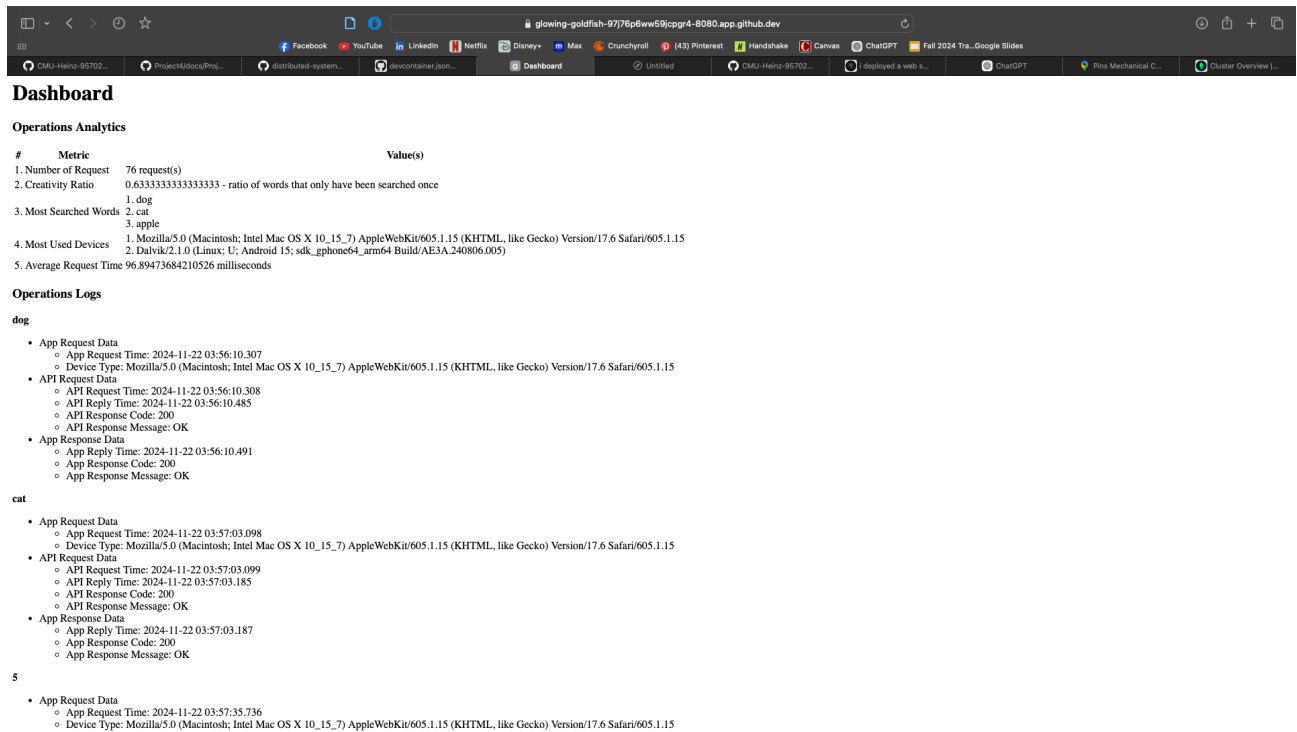 glowing-goldfish-97j76p6ww59jcpgr4-8080.app.github.dev
Facebook YouTube LinkedIn Netflix Disney+ Max Crunchyroll (43) Pinterest Handshake Canvas ChatGPT Fall 2024 Tra...Google Slides
CMU-Heinz-95702... Project4/docs/Proj... distributed-system... devcontainer.json... Dashboard Untitled CMU-Heinz-95702... i deployed a web s... ChatGPT Pins Mechanical C... Cluster Overview |...
Dashboard
Operations Analytics
# Metric Value(s)
1. Number of Request 76 request(s)
2. Creativity Ratio 0.6333333333333333 - ratio of words that only have been searched once
3. Most Searched Words 1. dog
2. cat
3. apple
4. Most Used Devices 1. Mozilla/5.0 (Macintosh; Intel Mac OS X 10_15_7) AppleWebKit/605.1.15 (KHTML, like Gecko) Version/17.6 Safari/605.1.15
2. Dalvik/2.1.0 (Linux; U; Android 15; sdk_gphone64_arm64 Build/AE3A.240806.005)
5. Average Request Time 96.89473684210526 milliseconds
Operations Logs
dog
• App Request Data
◦ App Request Time: 2024-11-22 03:56:10.307
◦ Device Type: Mozilla/5.0 (Macintosh; Intel Mac OS X 10_15_7) AppleWebKit/605.1.15 (KHTML, like Gecko) Version/17.6 Safari/605.1.15
• API Request Data
◦ API Request Time: 2024-11-22 03:56:10.308
◦ API Reply Time: 2024-11-22 03:56:10.485
◦ API Response Code: 200
◦ API Response Message: OK
• App Response Data
◦ App Reply Time: 2024-11-22 03:56:10.491
◦ App Response Code: 200
◦ App Response Message: OK
cat
• App Request Data
◦ App Request Time: 2024-11-22 03:57:03.098
◦ Device Type: Mozilla/5.0 (Macintosh; Intel Mac OS X 10_15_7) AppleWebKit/605.1.15 (KHTML, like Gecko) Version/17.6 Safari/605.1.15
• API Request Data
◦ API Request Time: 2024-11-22 03:57:03.099
◦ API Reply Time: 2024-11-22 03:57:03.185
◦ API Response Code: 200
◦ API Response Message: OK
• App Response Data
◦ App Reply Time: 2024-11-22 03:57:03.187
◦ App Response Code: 200
◦ App Response Message: OK
5
• App Request Data
◦ App Request Time: 2024-11-22 03:57:35.736
◦ Device Type: Mozilla/5.0 (Macintosh; Intel Mac OS X 10_15_7) AppleWebKit/605.1.15 (KHTML, like Gecko) Version/17.6 Safari/605.1.15